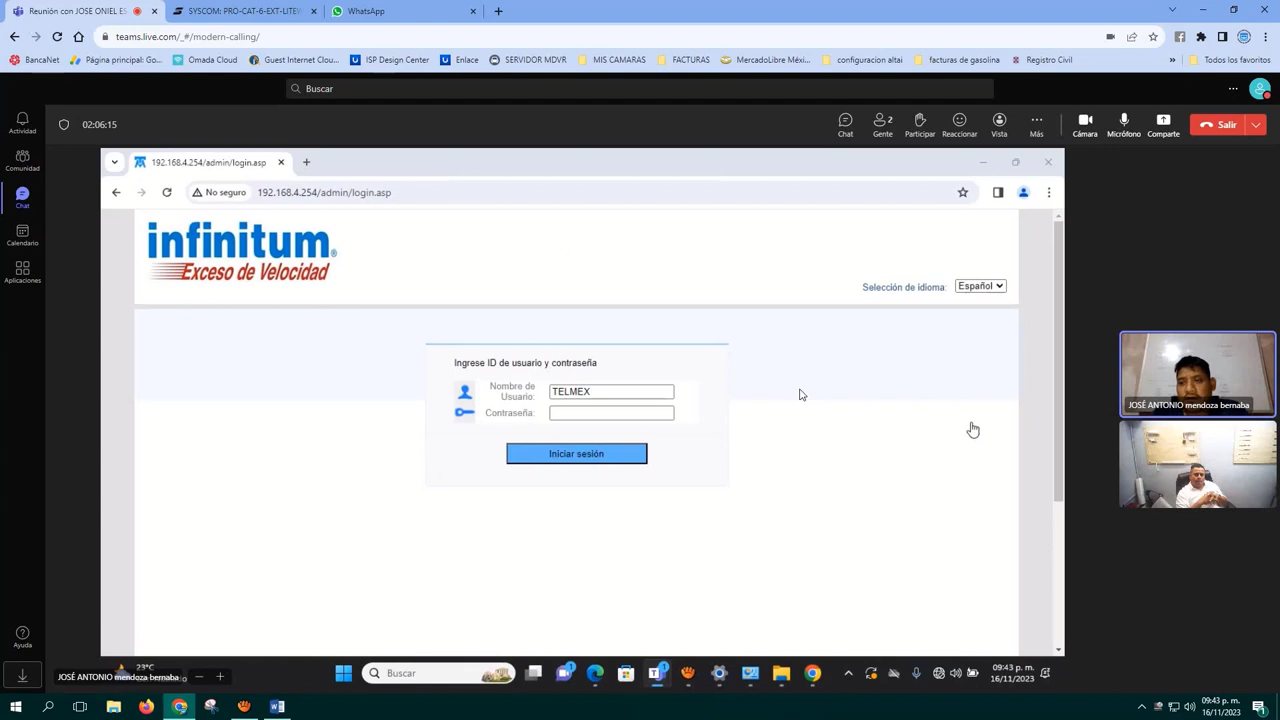 Reunión con JOSE ONIEL ES
SYSCOM: PRO-CAT-6-EXT-LITEV
WhatsApp
teams.live.com/_#/modern-calling/
BancaNet
Página principal: Go...
Omada Cloud
Guest Internet Clou...
ISP Design Center
Enlace
SERVIDOR MDVR
MIS CAMARAS
FACTURAS
MercadoLibre Méxi...
configuracion altai
facturas de gasolina
Registro Civil
Todos los favoritos
Buscar
Actividad
Comunidad
Chat
Calendario
Aplicaciones
Ayuda
02:06:15
Chat
2
Gente
Participar
Reaccionar
Vista
Más
Cámara
Micrófono
Comparte
Salir
192.168.4.254/admin/login.asp
No seguro
192.168.4.254/admin/login.asp
infinitum®
Exceso de Velocidad
Selección de idioma:
Español
Ingrese ID de usuario y contraseña
Nombre de
Usuario:
TELMEX
Contraseña:
Iniciar sesión
JOSÉ ANTONIO mendoza bernaba
23°C
JOSÉ ANTONIO mendoza bernaba
Buscar
09:43 p. m.
16/11/2023
09:43 p. m.
16/11/2023